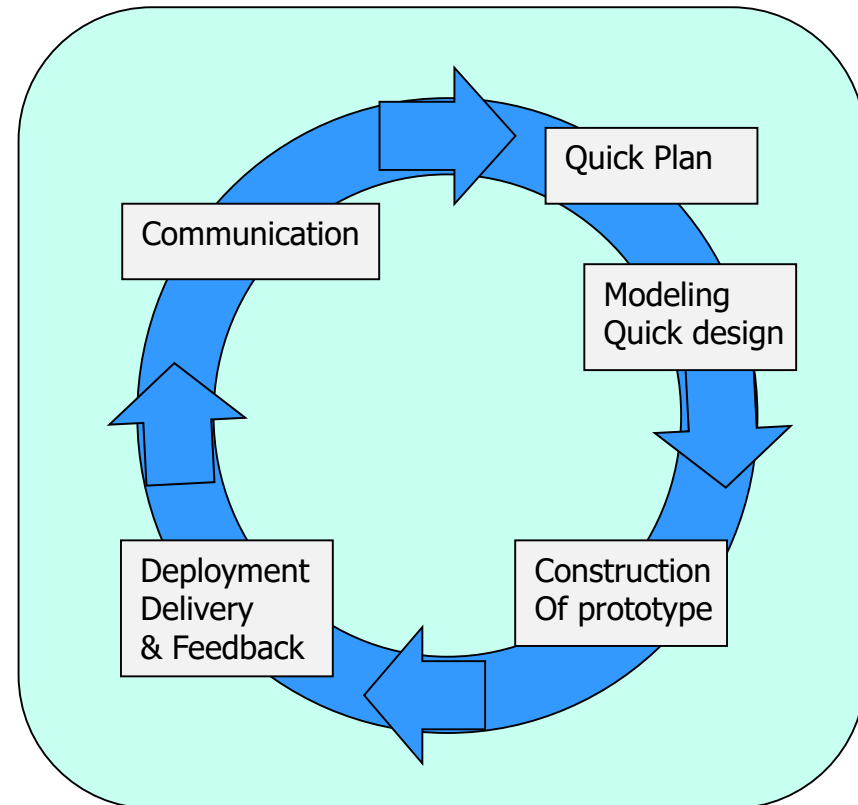 Quick Plan
Communication
Modeling
Quick design
Deployment
Delivery
& Feedback
Construction
Of prototype